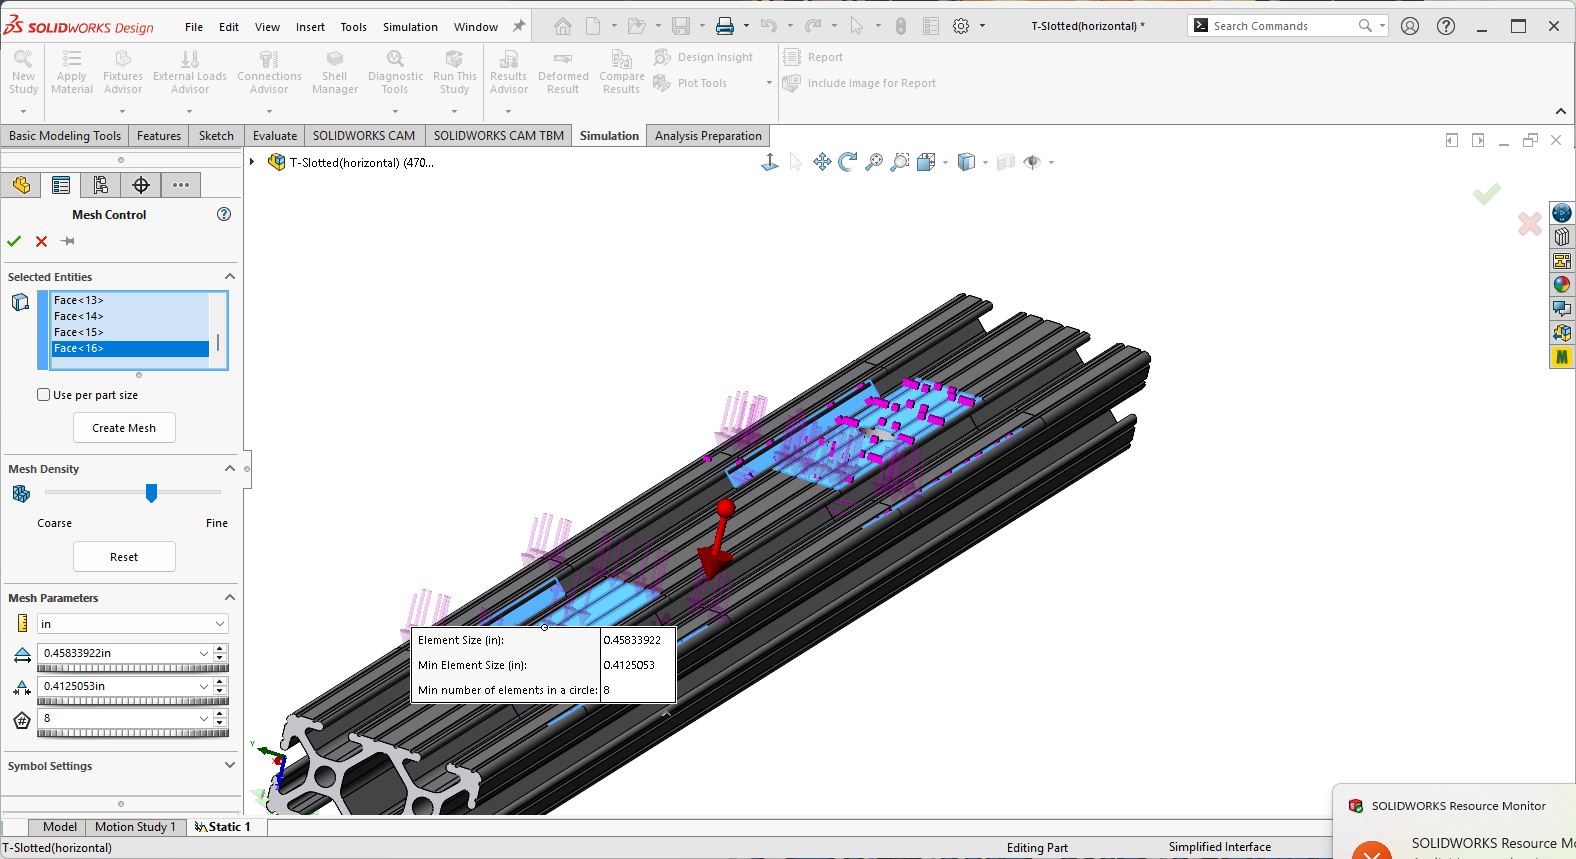 SOLIDWORKS Design
File Edit View Insert Tools Simulation Window
T-Slotted(horizontal) *
Search Commands
New Study
Apply Material
Fixtures Advisor
External Loads Advisor
Connections Advisor
Shell Manager
Diagnostic Tools
Run This Study
Results Advisor
Deformed Result
Compare Results
Design Insight
Plot Tools
Report
Include Image for Report
Basic Modeling Tools Features Sketch Evaluate SOLIDWORKS CAM SOLIDWORKS CAM TBM Simulation Analysis Preparation
T-Slotted(horizontal) (470...
Mesh Control
Selected Entities
Face<13>
Face<14>
Face<15>
Face<16>
Use per part size
Create Mesh
Mesh Density
Coarse Fine
Reset
Mesh Parameters
in
0.45833922in
0.4125053in
8
Symbol Settings
Element Size (in): 0.45833922
Min Element Size (in): 0.4125053
Min number of elements in a circle: 8
Y
M
SOLIDWORKS Resource Monitor
SOLIDWORKS Resource Mo
Model Motion Study 1 Static 1
T-Slotted(horizontal) Editing Part Simplified Interface